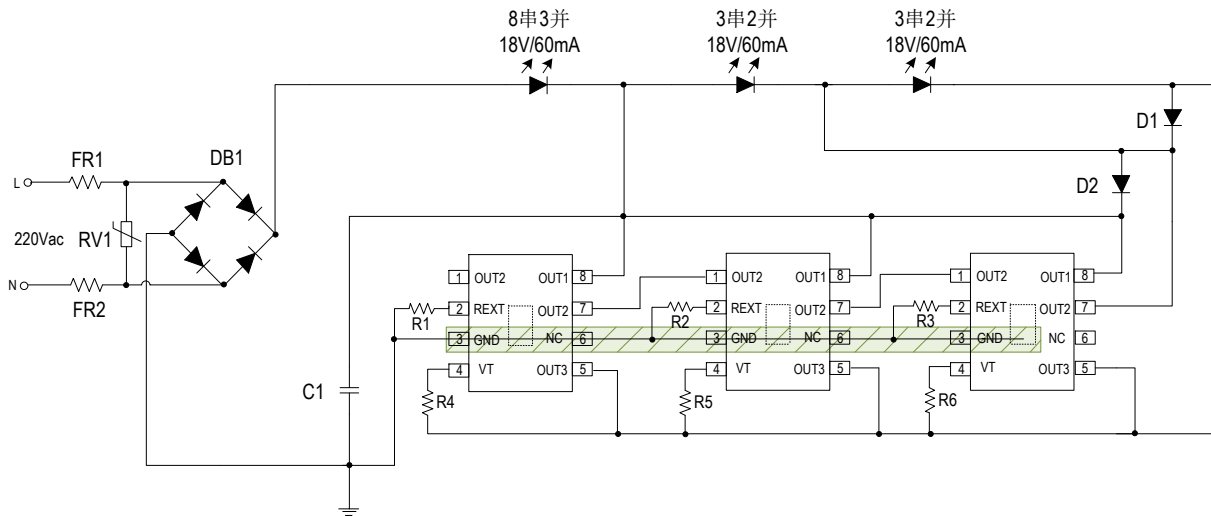 8串3并
18V/60mA
3串2并
18V/60mA
3串2并
18V/60mA
D1
FR1
DB1
D2
L
220Vac
RV1
N
FR2
1
OUT2
OUT1
8
2
REXT
OUT2
7
R1
3
GND
NC
6
4
VT
OUT3
5
R4
1
OUT2
OUT1
8
2
REXT
OUT2
7
R2
3
GND
NC
6
4
VT
OUT3
5
R5
1
OUT2
OUT1
8
2
REXT
OUT2
7
R3
3
GND
NC
6
4
VT
OUT3
5
R6
C1